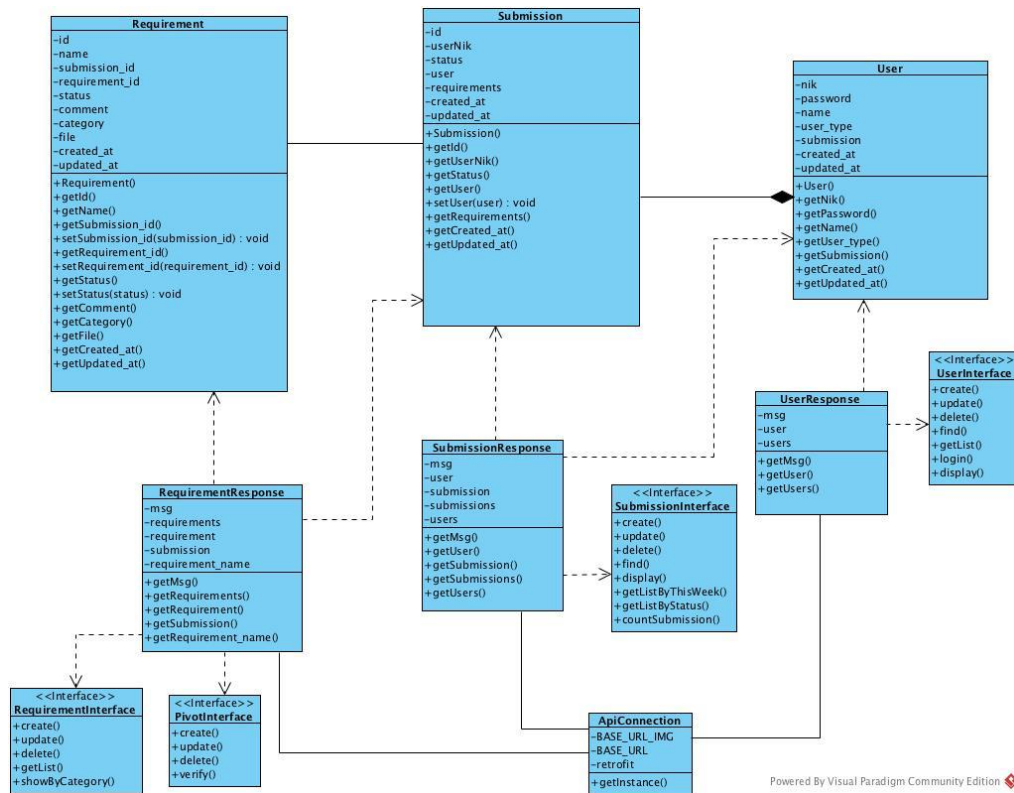 Requirement
-id
-name
-submission_id
-requirement_id
-status
-comment
-category
-file
-created_at
-updated_at
+Requirement()
+getId()
+getName()
+getSubmission_id()
+setSubmission_id(submission_id) : void
+getRequirement_id()
+setRequirement_id(requirement_id) : void
+getStatus()
+setStatus(status) : void
+getComment()
+getCategory()
+getFile()
+getCreated_at()
+getUpdated_at()
Submission
-id
-userNik
-status
-user
-requirements
-created_at
-updated_at
+Submission()
+getId()
+getUserNik()
+getStatus()
+getUser()
+setUser(user) : void
+getRequirements()
+getCreated_at()
+getUpdated_at()
User
-nik
-password
-name
-user_type
-submission
-created_at
-updated_at
+User()
+getNik()
+getPassword()
+getName()
+getUser_type()
+getSubmission()
+getCreated_at()
+getUpdated_at()
RequirementResponse
-msg
-requirements
-requirement
-submission
-requirement_name
+getMsg()
+getRequirements()
+getRequirement()
+getSubmission()
+getRequirement_name()
SubmissionResponse
-msg
-user
-submission
-submissions
-users
+getMsg()
+getUser()
+getSubmission()
+getSubmissions()
+getUsers()
UserResponse
-msg
-user
-users
+getMsg()
+getUser()
+getUsers()
<<Interface>>
UserInterface
+create()
+update()
+delete()
+find()
+getList()
+login()
+display()
<<Interface>>
SubmissionInterface
+create()
+update()
+delete()
+find()
+display()
+getListByThisWeek()
+getListByStatus()
+countSubmission()
<<Interface>>
RequirementInterface
+create()
+update()
+delete()
+getList()
+showByCategory()
<<Interface>>
PivotInterface
+create()
+update()
+delete()
+verify()
ApiConnection
-BASE_URL_IMG
-BASE_URL
-retrofit
+getInstance()
Powered By Visual Paradigm Community Edition